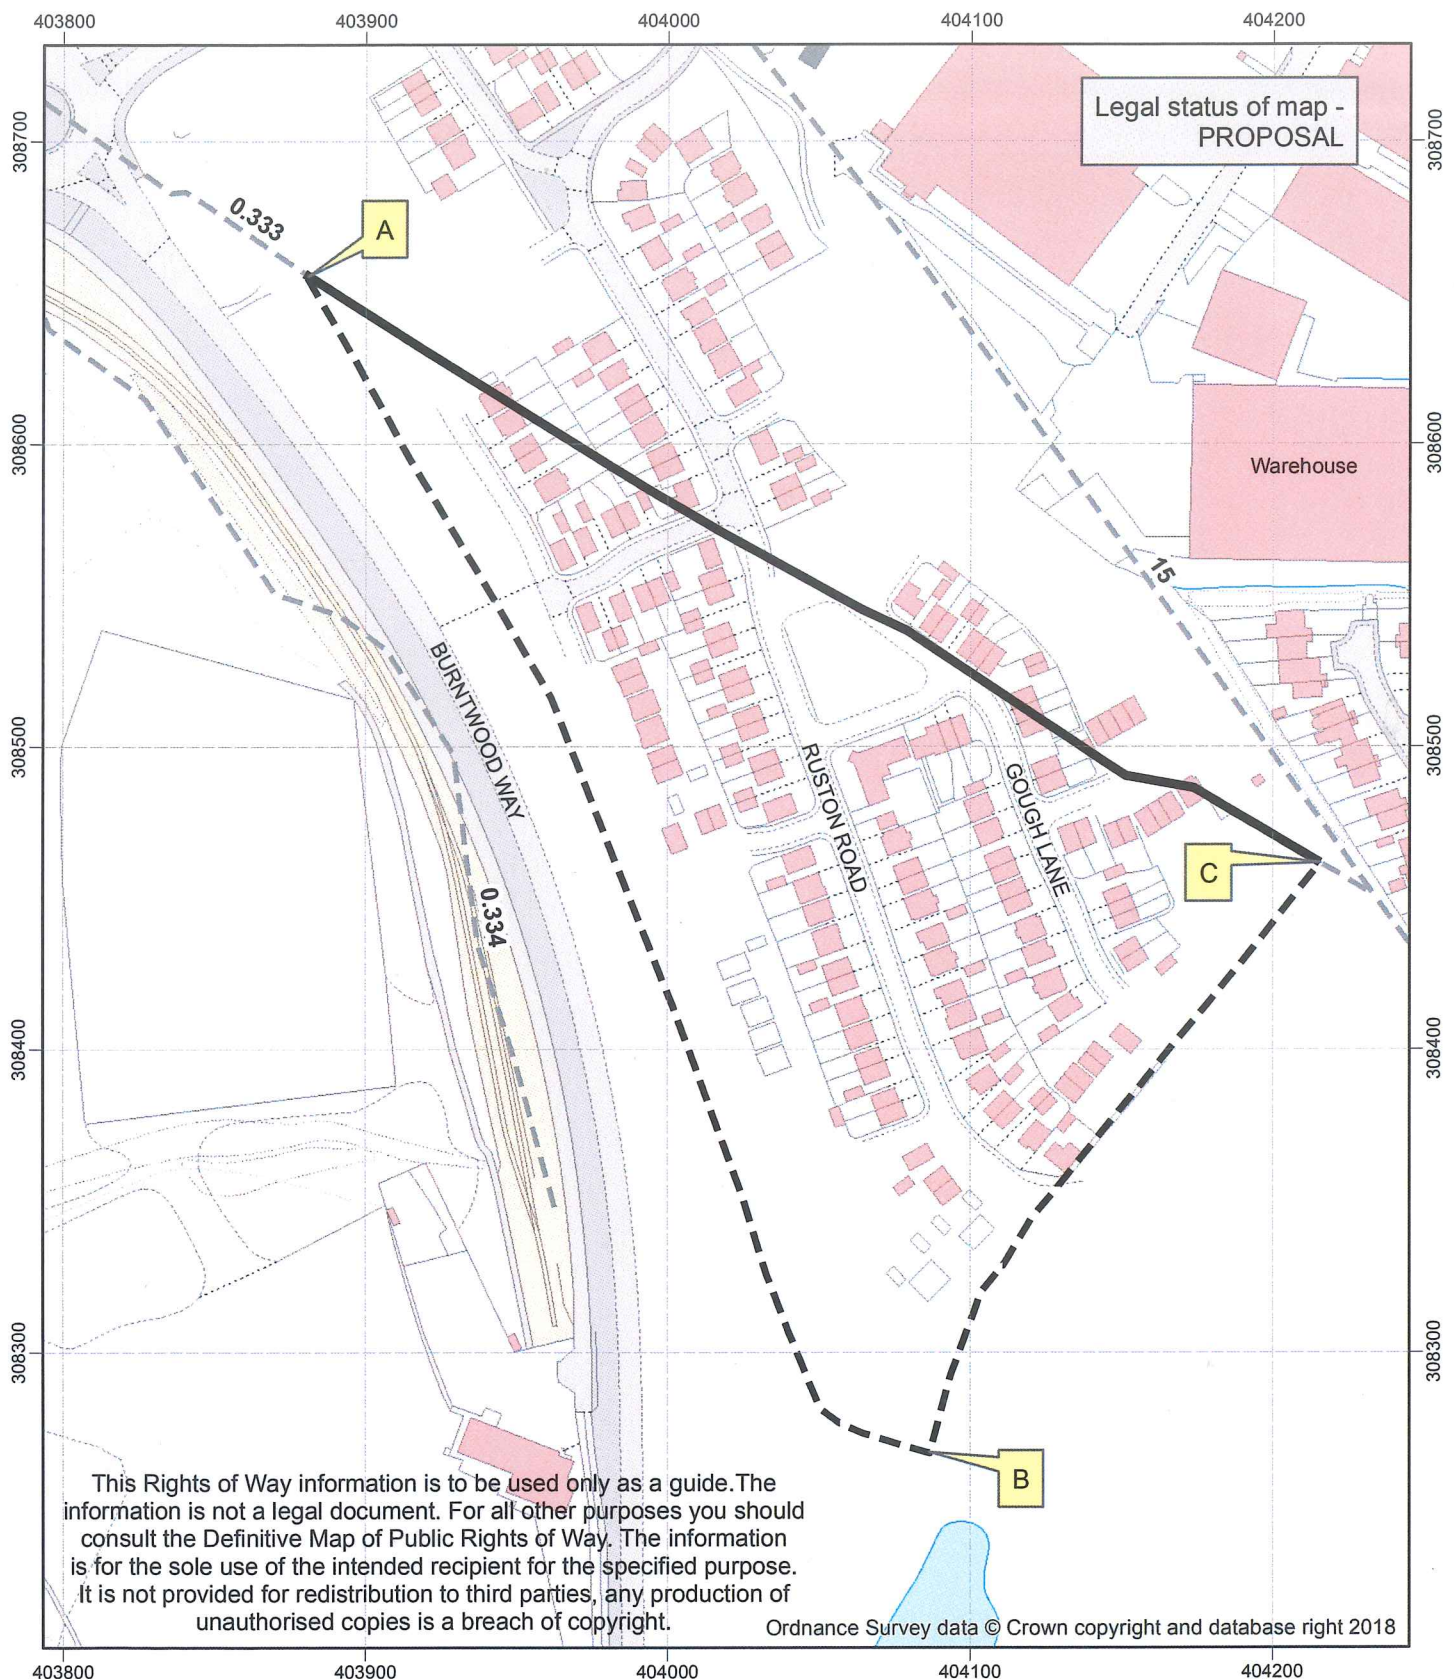 403800
403900
404000
404100
404200
308700
308700
Legal status of map -
PROPOSAL
0.333
A
308600
308600
Warehouse
15
BURNTWOOD WAY
308500
308500
RUSTON ROAD
GOUGH LANE
C
0.334
308400
308400
308300
308300
B
This Rights of Way information is to be used only as a guide.The
information is not a legal document. For all other purposes you should
consult the Definitive Map of Public Rights of Way. The information
is for the sole use of the intended recipient for the specified purpose.
It is not provided for redistribution to third parties, any production of
unauthorised copies is a breach of copyright.
Ordnance Survey data © Crown copyright and database right 2018
403800
403900
404000
404100
404200